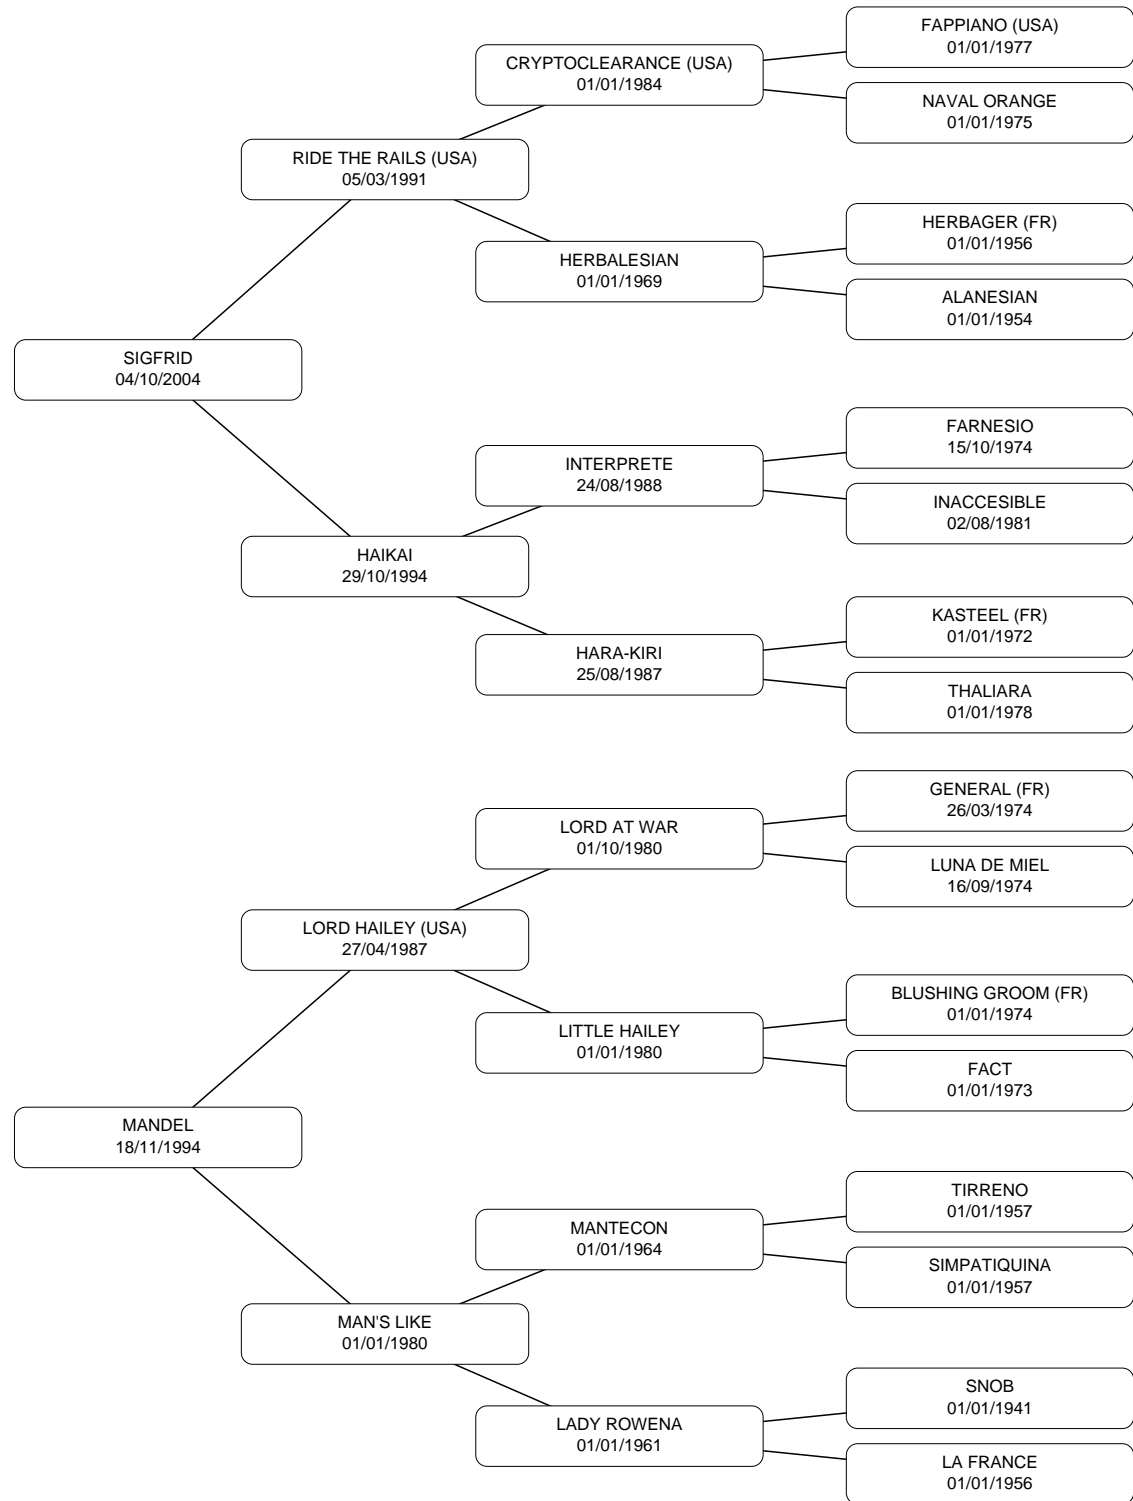 FAPPIANO (USA)
01/01/1977
CRYPTOCLEARANCE (USA)
01/01/1984
NAVAL ORANGE
01/01/1975
RIDE THE RAILS (USA)
05/03/1991
HERBAGER (FR)
01/01/1956
HERBALESIAN
01/01/1969
ALANESIAN
01/01/1954
SIGFRID
04/10/2004
FARNESIO
15/10/1974
INTERPRETE
24/08/1988
INACCESIBLE
02/08/1981
HAIKAI
29/10/1994
KASTEEL (FR)
01/01/1972
HARA-KIRI
25/08/1987
THALIARA
01/01/1978
GENERAL (FR)
26/03/1974
LORD AT WAR
01/10/1980
LUNA DE MIEL
16/09/1974
LORD HAILEY (USA)
27/04/1987
BLUSHING GROOM (FR)
01/01/1974
LITTLE HAILEY
01/01/1980
FACT
01/01/1973
MANDEL
18/11/1994
TIRRENO
01/01/1957
MANTECON
01/01/1964
SIMPATIQUINA
01/01/1957
MAN'S LIKE
01/01/1980
SNOB
01/01/1941
LADY ROWENA
01/01/1961
LA FRANCE
01/01/1956